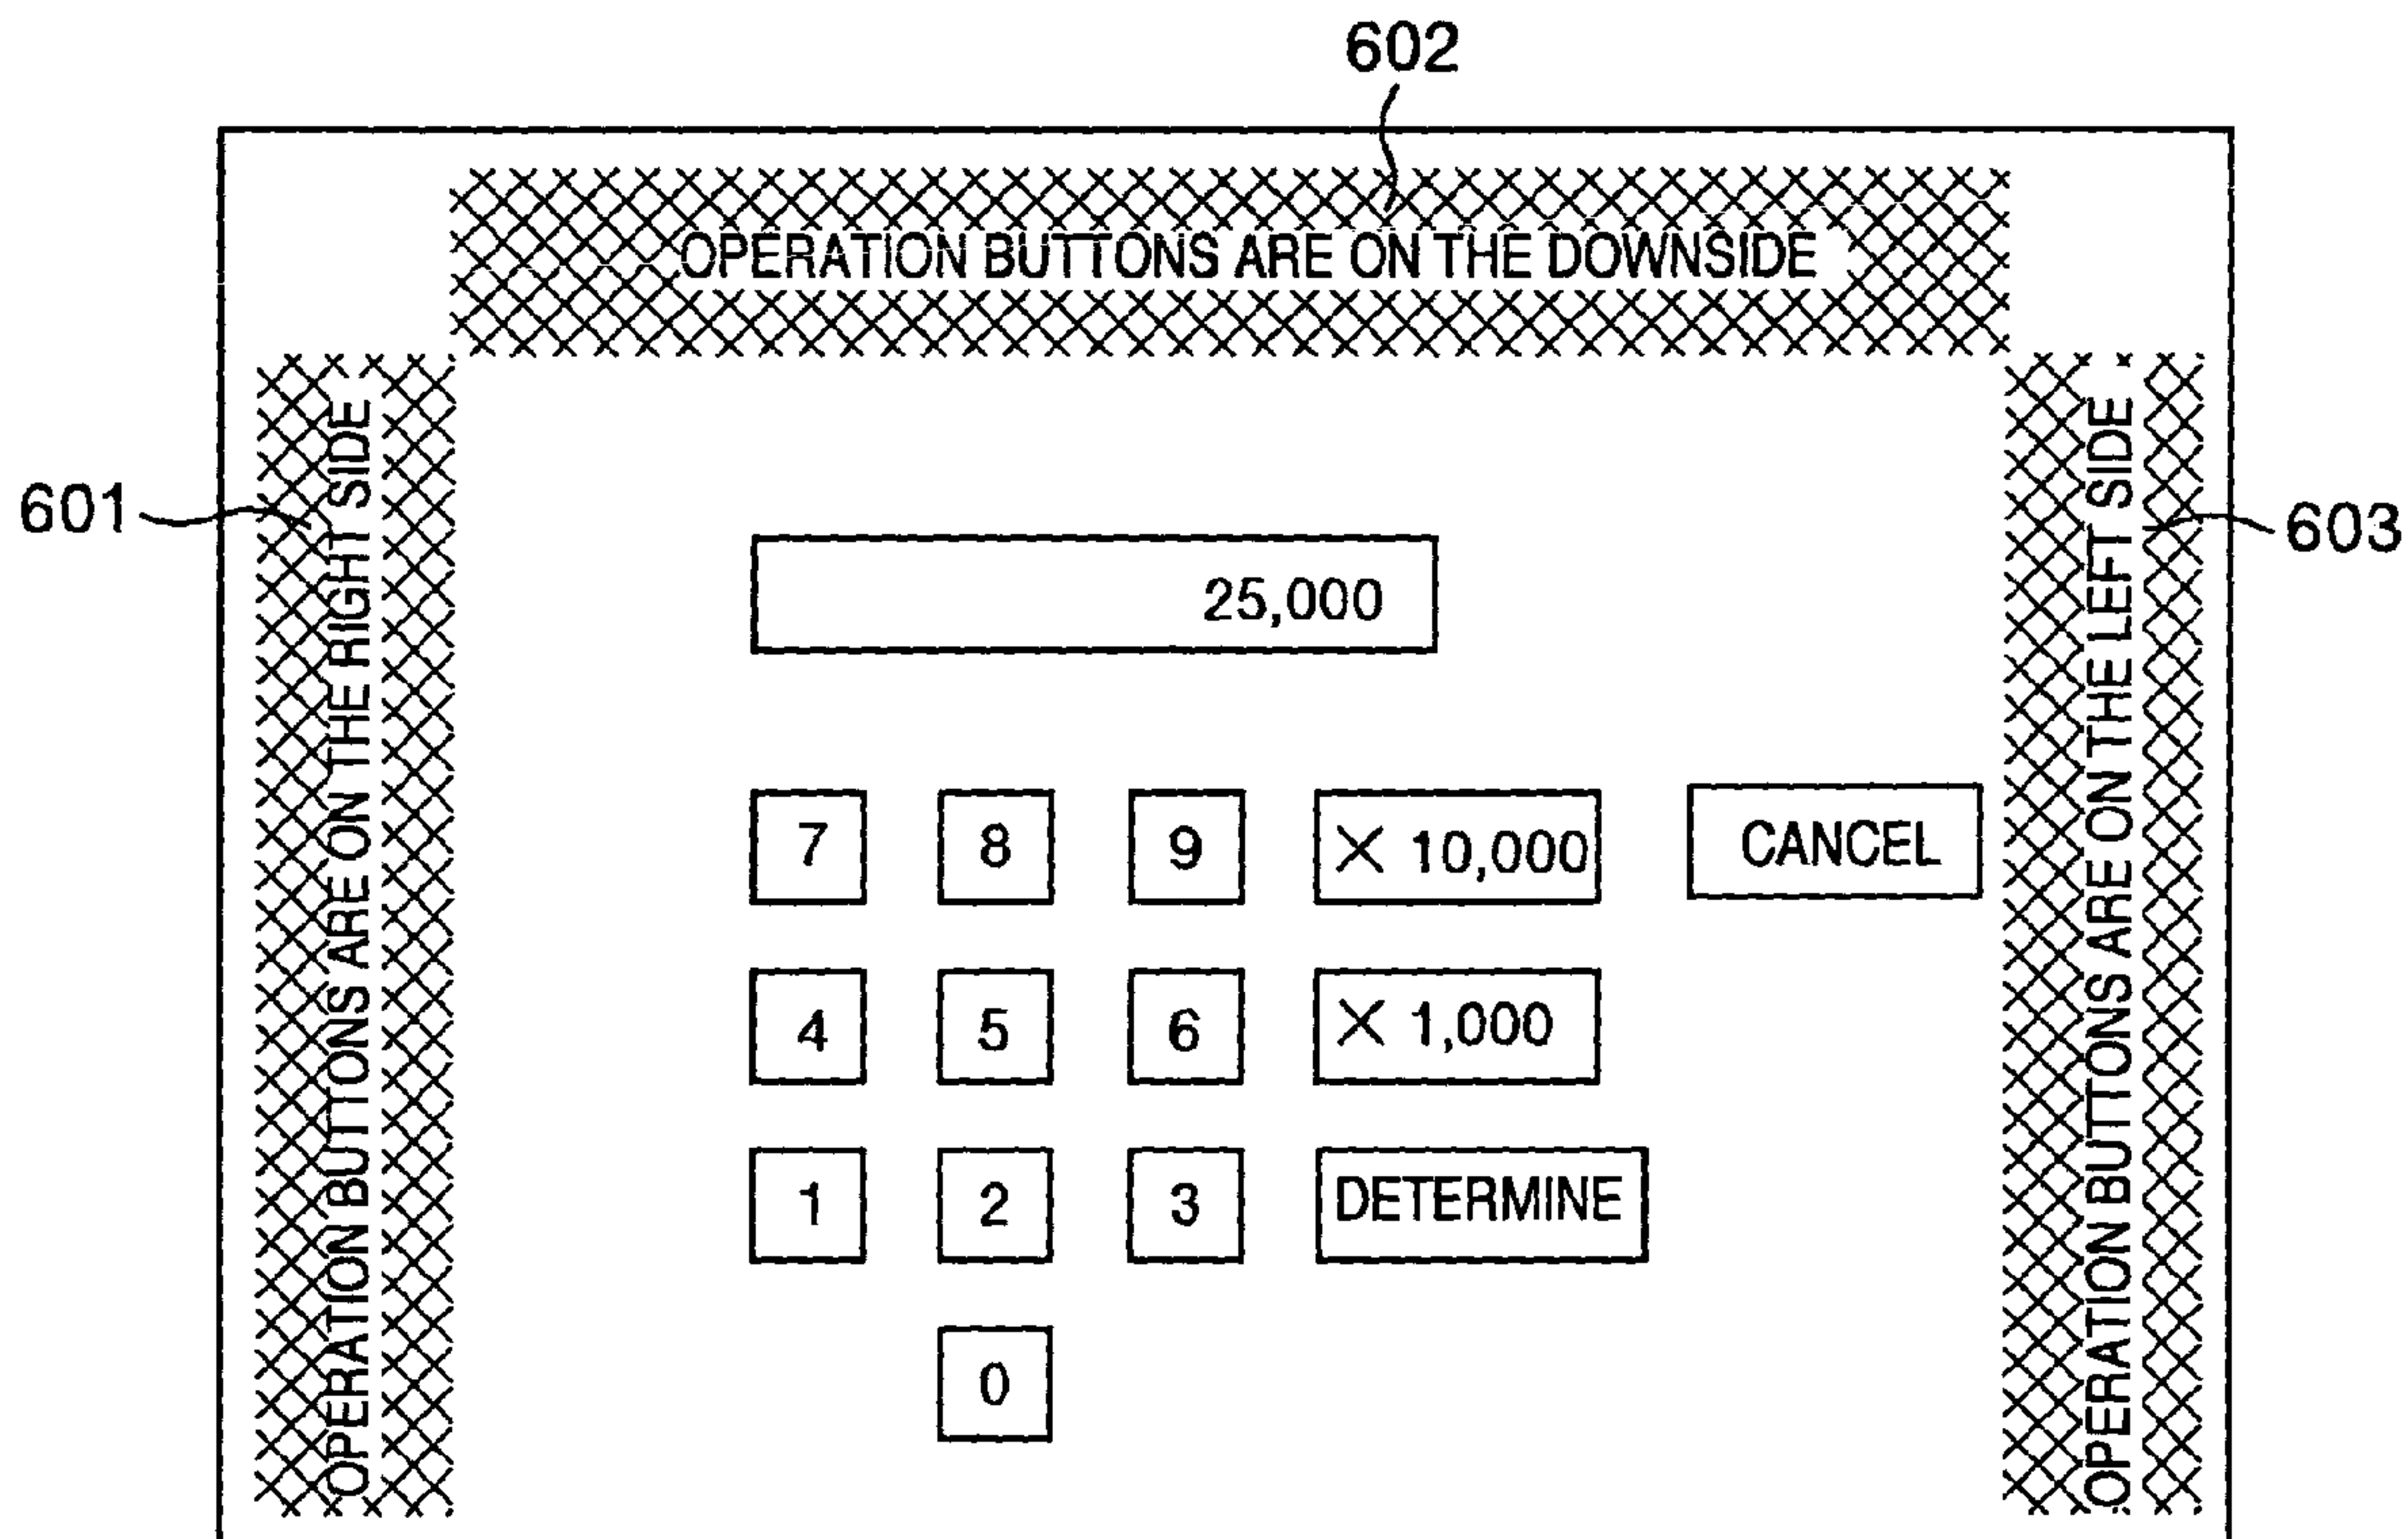 602
OPERATION BUTTONS ARE ON THE DOWNSIDE
601
OPERATION BUTTONS ARE ON THE RIGHT SIDE
OPERATION BUTTONS ARE ON THE LEFT SIDE
603
25,000
7 8 9 × 10,000 CANCEL
4 5 6 × 1,000
1 2 3 DETERMINE
0